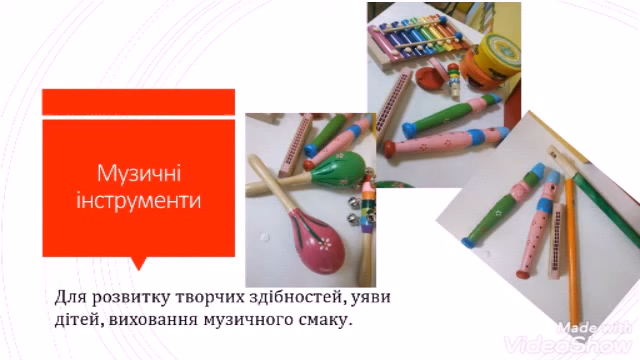 Музичні
інструменти
Для розвитку творчих здібностей, уяви
дітей, виховання музичного смаку.
Made with
VideoShow